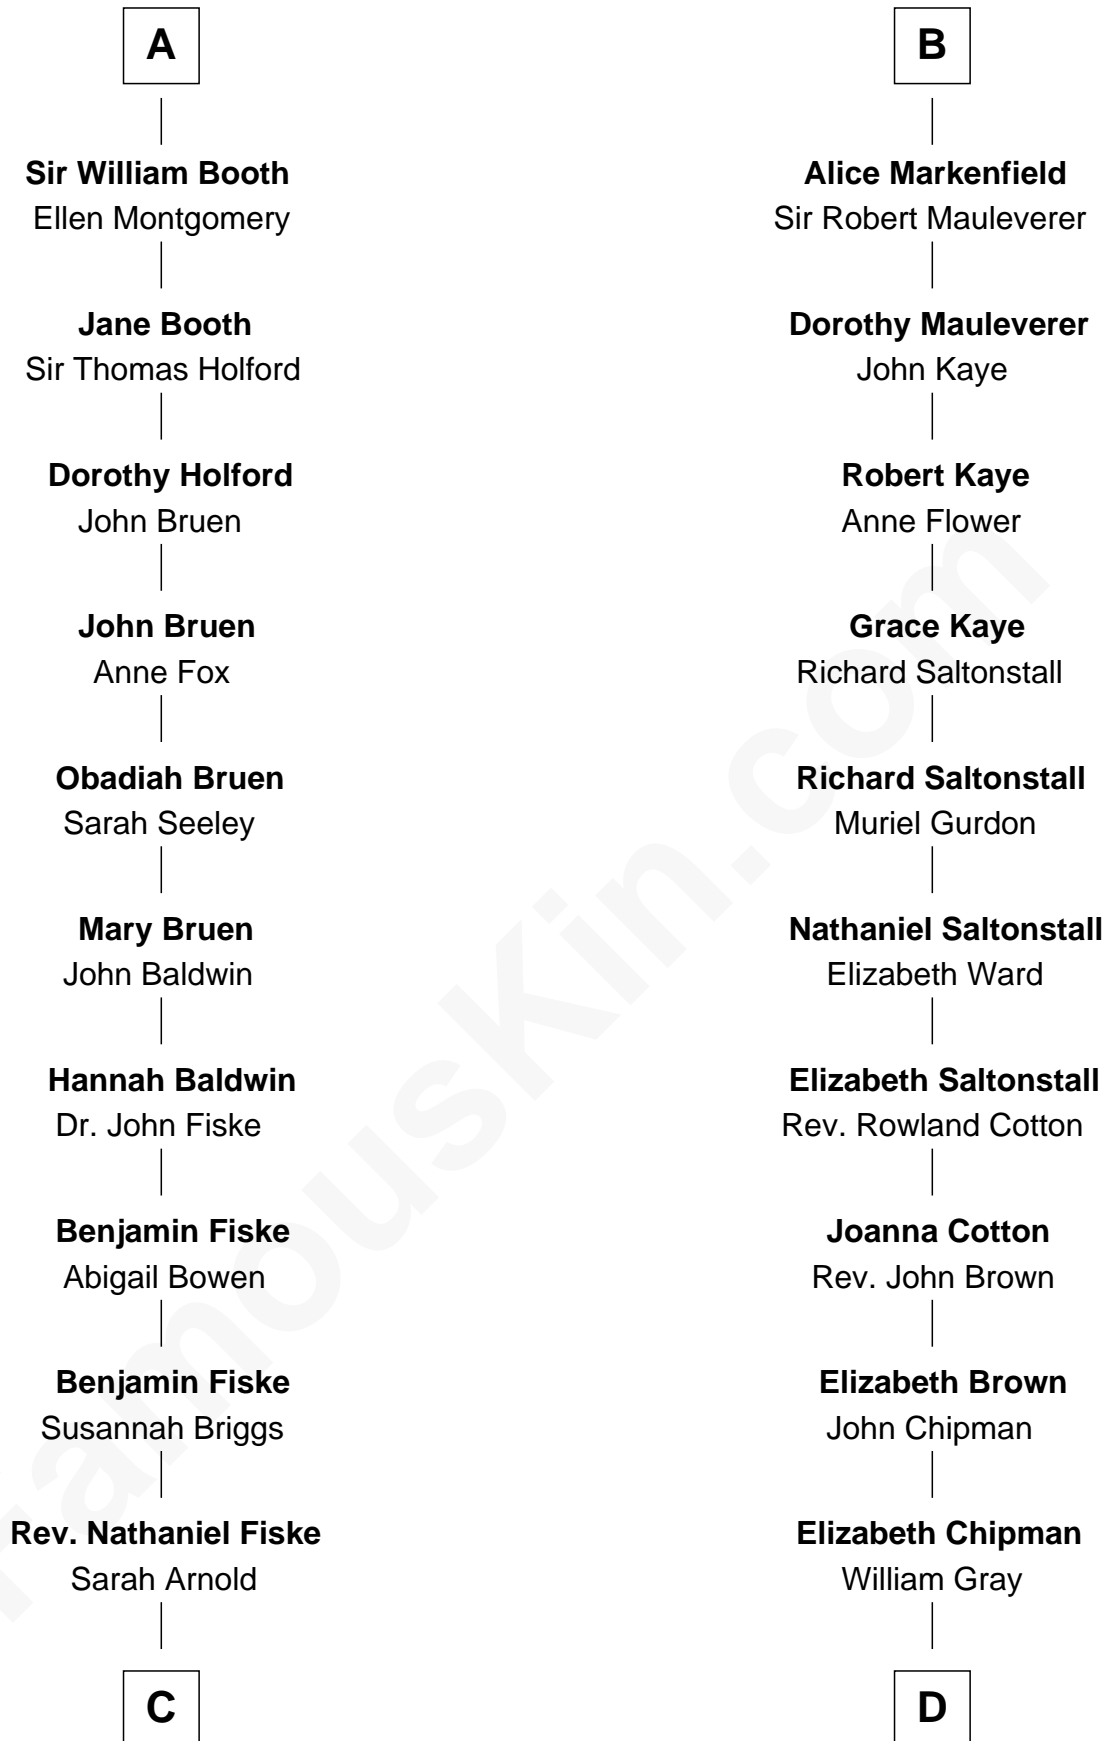 A
Sir William Booth
Ellen Montgomery
Jane Booth
Sir Thomas Holford
Dorothy Holford
John Bruen
John Bruen
Anne Fox
Obadiah Bruen
Sarah Seeley
Mary Bruen
John Baldwin
Hannah Baldwin
Dr. John Fiske
Benjamin Fiske
Abigail Bowen
Benjamin Fiske
Susannah Briggs
Rev. Nathaniel Fiske
Sarah Arnold
C
B
Alice Markenfield
Sir Robert Mauleverer
Dorothy Mauleverer
John Kaye
Robert Kaye
Anne Flower
Grace Kaye
Richard Saltonstall
Richard Saltonstall
Muriel Gurdon
Nathaniel Saltonstall
Elizabeth Ward
Elizabeth Saltonstall
Rev. Rowland Cotton
Joanna Cotton
Rev. John Brown
Elizabeth Brown
John Chipman
Elizabeth Chipman
William Gray
D
FamousKin.com